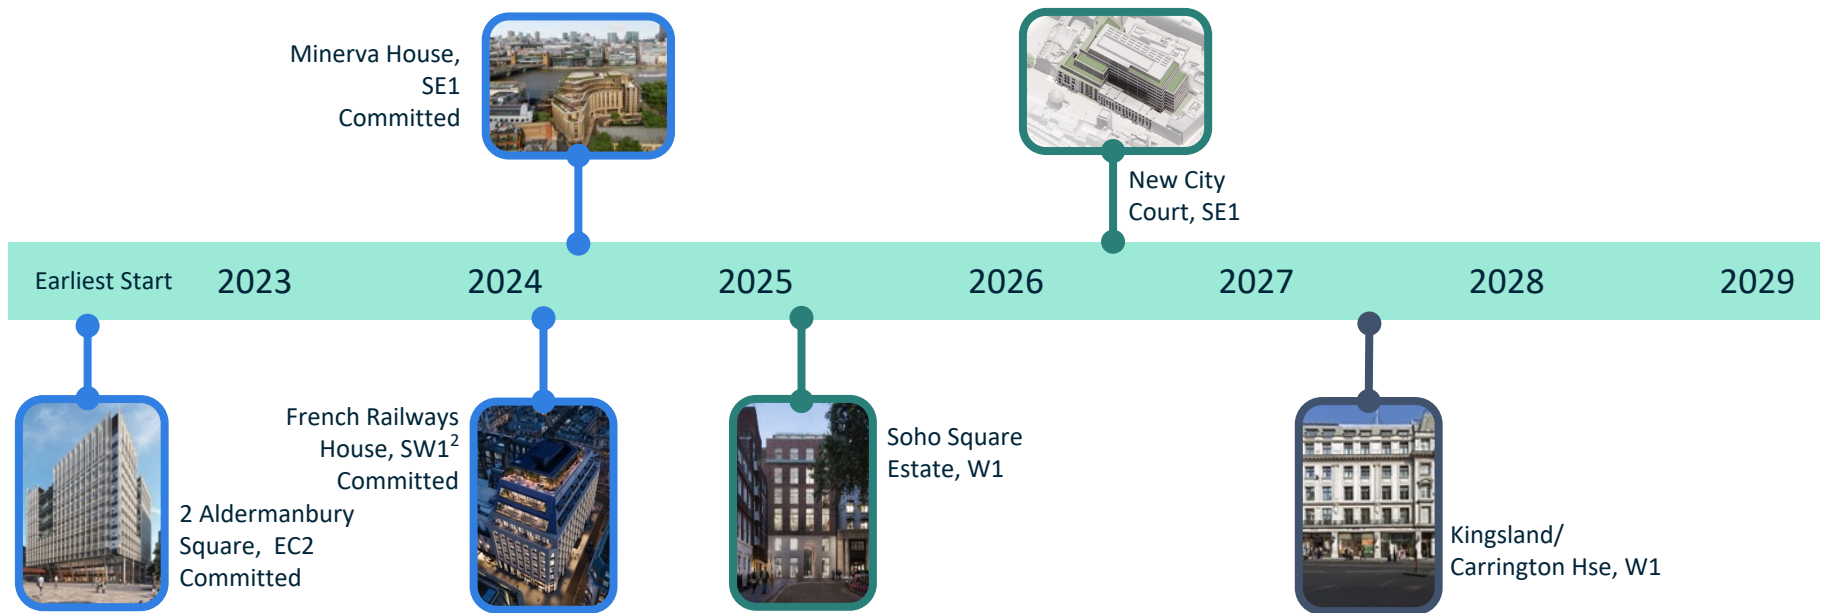 Minerva House,
SE1
Committed
New City
Court, SE1
Earliest Start 2023 2024 2025 2026 2027 2028 2029
French Railways
House, SW1²
Committed
Soho Square
Estate, W1
2 Aldermanbury
Square, EC2
Committed
Kingsland/
Carrington Hse, W1